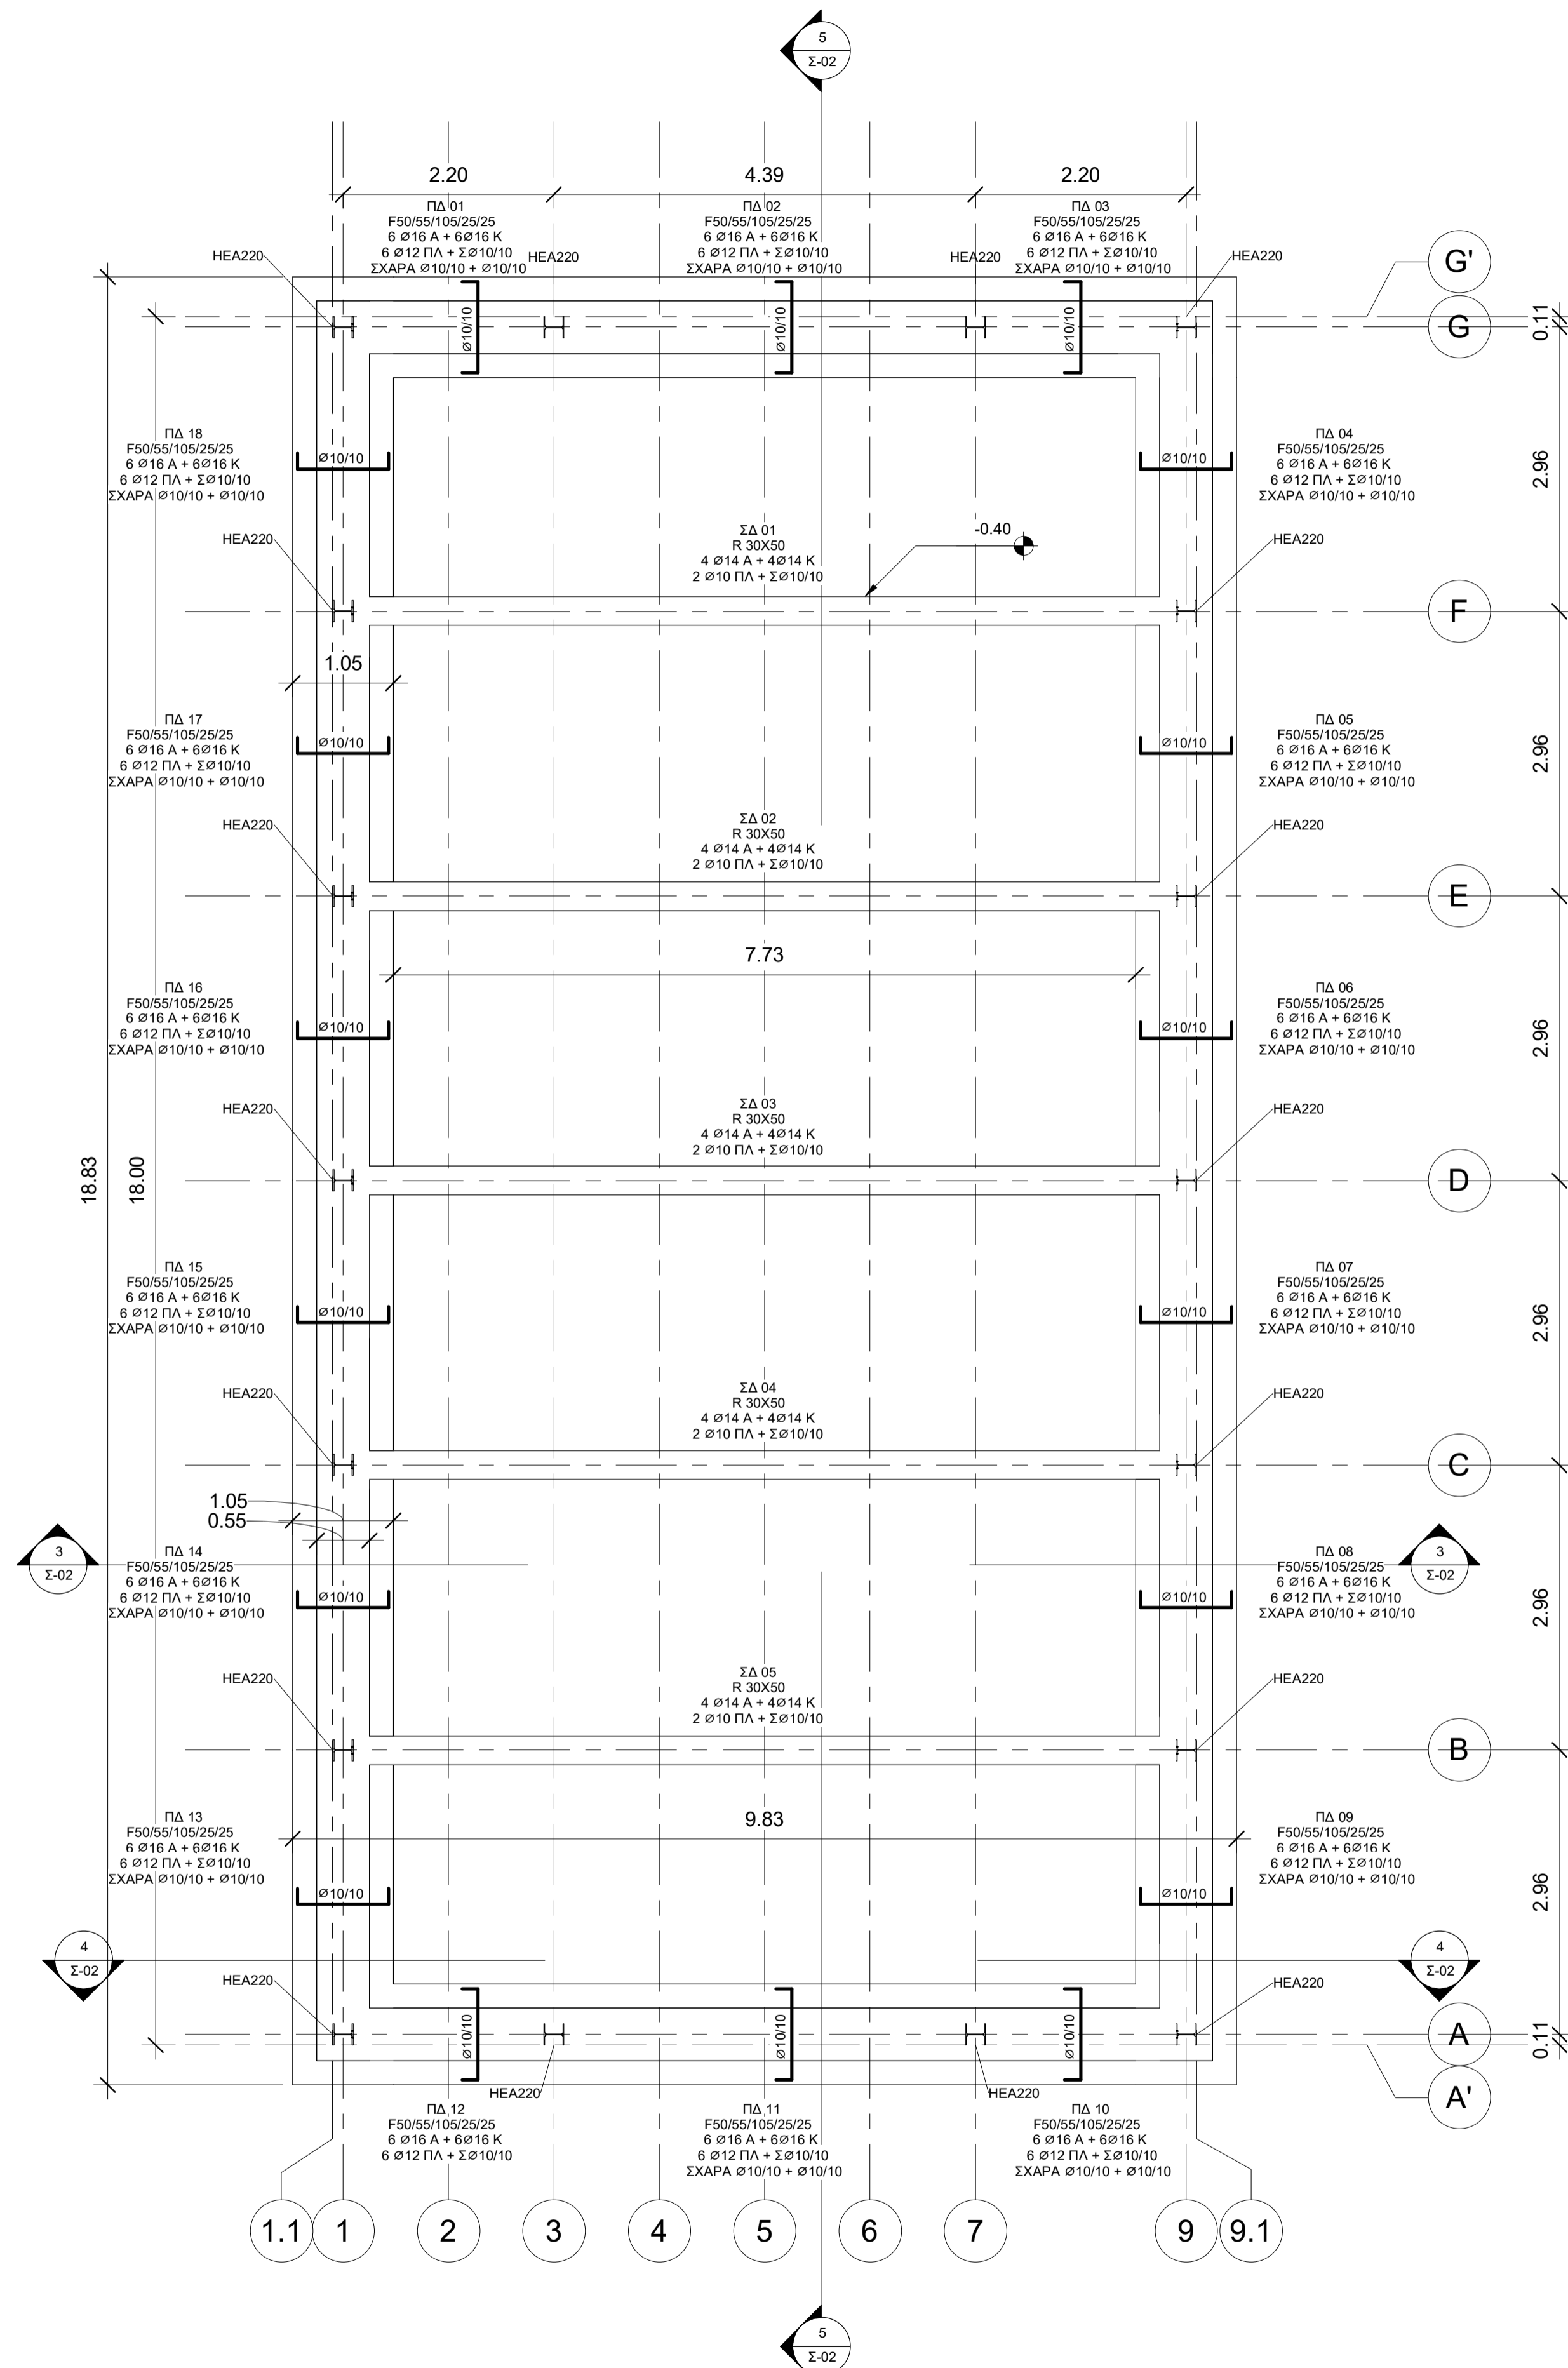 5
Σ-02
2.20
4.39
2.20
ΠΔ 01
F50/55/105/25/25
6 Ø16 A + 6Ø16 K
6 Ø12 ΠΛ + ΣØ10/10
ΣΧΑΡΑ Ø10/10 + Ø10/10
ΠΔ 02
F50/55/105/25/25
6 Ø16 A + 6Ø16 K
6 Ø12 ΠΛ + ΣØ10/10
ΣΧΑΡΑ Ø10/10 + Ø10/10
ΠΔ 03
F50/55/105/25/25
6 Ø16 A + 6Ø16 K
6 Ø12 ΠΛ + ΣØ10/10
ΣΧΑΡΑ Ø10/10 + Ø10/10
HEA220
HEA220
HEA220
HEA220
G'
G
0.11
Ø10/10
Ø10/10
Ø10/10
ΠΔ 18
F50/55/105/25/25
6 Ø16 A + 6Ø16 K
6 Ø12 ΠΛ + ΣØ10/10
ΣΧΑΡΑ Ø10/10 + Ø10/10
Ø10/10
Ø10/10
ΠΔ 04
F50/55/105/25/25
6 Ø16 A + 6Ø16 K
6 Ø12 ΠΛ + ΣØ10/10
ΣΧΑΡΑ Ø10/10 + Ø10/10
2.96
HEA220
ΣΔ 01
R 30X50
4 Ø14 A + 4Ø14 K
2 Ø10 ΠΛ + ΣØ10/10
-0.40
HEA220
F
1.05
ΠΔ 17
F50/55/105/25/25
6 Ø16 A + 6Ø16 K
6 Ø12 ΠΛ + ΣØ10/10
ΣΧΑΡΑ Ø10/10 + Ø10/10
Ø10/10
Ø10/10
ΠΔ 05
F50/55/105/25/25
6 Ø16 A + 6Ø16 K
6 Ø12 ΠΛ + ΣØ10/10
ΣΧΑΡΑ Ø10/10 + Ø10/10
2.96
HEA220
ΣΔ 02
R 30X50
4 Ø14 A + 4Ø14 K
2 Ø10 ΠΛ + ΣØ10/10
HEA220
E
7.73
ΠΔ 16
F50/55/105/25/25
6 Ø16 A + 6Ø16 K
6 Ø12 ΠΛ + ΣØ10/10
ΣΧΑΡΑ Ø10/10 + Ø10/10
Ø10/10
Ø10/10
ΠΔ 06
F50/55/105/25/25
6 Ø16 A + 6Ø16 K
6 Ø12 ΠΛ + ΣØ10/10
ΣΧΑΡΑ Ø10/10 + Ø10/10
2.96
HEA220
ΣΔ 03
R 30X50
4 Ø14 A + 4Ø14 K
2 Ø10 ΠΛ + ΣØ10/10
HEA220
18.83
18.00
D
ΠΔ 15
F50/55/105/25/25
6 Ø16 A + 6Ø16 K
6 Ø12 ΠΛ + ΣØ10/10
ΣΧΑΡΑ Ø10/10 + Ø10/10
Ø10/10
Ø10/10
ΠΔ 07
F50/55/105/25/25
6 Ø16 A + 6Ø16 K
6 Ø12 ΠΛ + ΣØ10/10
ΣΧΑΡΑ Ø10/10 + Ø10/10
2.96
HEA220
ΣΔ 04
R 30X50
4 Ø14 A + 4Ø14 K
2 Ø10 ΠΛ + ΣØ10/10
HEA220
C
1.05
0.55
3
Σ-02
ΠΔ 14
F50/55/105/25/25
6 Ø16 A + 6Ø16 K
6 Ø12 ΠΛ + ΣØ10/10
ΣΧΑΡΑ Ø10/10 + Ø10/10
Ø10/10
Ø10/10
ΠΔ 08
F50/55/105/25/25
6 Ø16 A + 6Ø16 K
6 Ø12 ΠΛ + ΣØ10/10
ΣΧΑΡΑ Ø10/10 + Ø10/10
3
Σ-02
2.96
HEA220
ΣΔ 05
R 30X50
4 Ø14 A + 4Ø14 K
2 Ø10 ΠΛ + ΣØ10/10
HEA220
B
9.83
ΠΔ 13
F50/55/105/25/25
6 Ø16 A + 6Ø16 K
6 Ø12 ΠΛ + ΣØ10/10
ΣΧΑΡΑ Ø10/10 + Ø10/10
Ø10/10
Ø10/10
ΠΔ 09
F50/55/105/25/25
6 Ø16 A + 6Ø16 K
6 Ø12 ΠΛ + ΣØ10/10
ΣΧΑΡΑ Ø10/10 + Ø10/10
2.96
4
Σ-02
4
Σ-02
HEA220
HEA220
Ø10/10
Ø10/10
Ø10/10
A
0.11
A'
HEA220
HEA220
ΠΔ 12
F50/55/105/25/25
6 Ø16 A + 6Ø16 K
6 Ø12 ΠΛ + ΣØ10/10
ΠΔ 11
F50/55/105/25/25
6 Ø16 A + 6Ø16 K
6 Ø12 ΠΛ + ΣØ10/10
ΣΧΑΡΑ Ø10/10 + Ø10/10
ΠΔ 10
F50/55/105/25/25
6 Ø16 A + 6Ø16 K
6 Ø12 ΠΛ + ΣØ10/10
ΣΧΑΡΑ Ø10/10 + Ø10/10
1.1
1
2
3
4
5
6
7
9
9.1
5
Σ-02